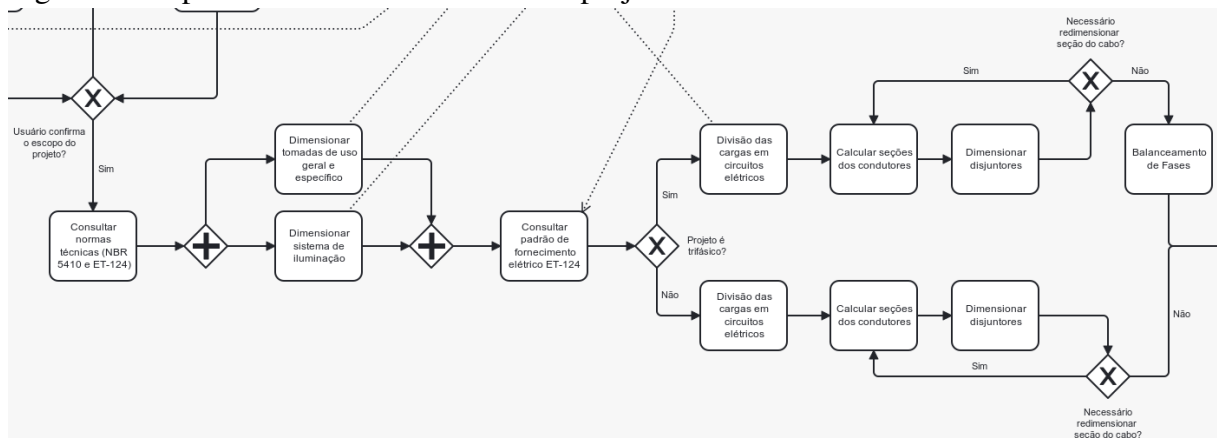 Necessário
redimensionar
seção do cabo?
Sim
Não
Usuário confirma
o escopo do
projeto?
Sim
Dimensionar
tomadas de uso
geral e
específico
Divisão das
cargas em
circuitos
elétricos
Calcular seções
dos condutores
Dimensionar
disjuntores
Balanceamento
de Fases
Sim
Consultar
normas
técnicas (NBR
5410 e ET-124)
Dimensionar
sistema de
iluminação
Consultar
padrão de
fornecimento
elétrico ET-124
Projeto é
trifásico?
Não
Divisão das
cargas em
circuitos
elétricos
Calcular seções
dos condutores
Dimensionar
disjuntores
Não
Sim
Necessário
redimensionar
seção do cabo?